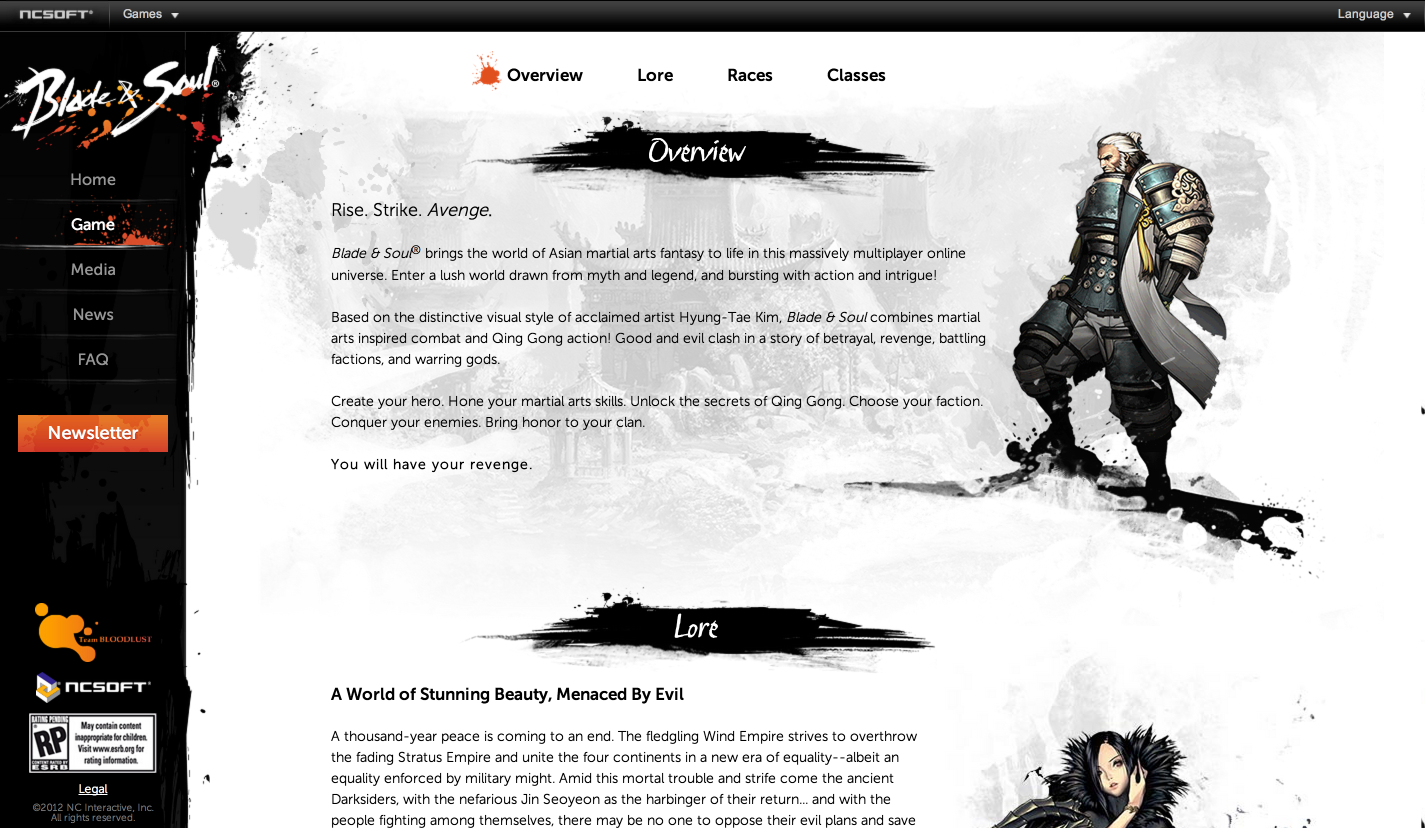 NCSOFT®
Games
Language
Blade & Soul®
Overview
Lore
Races
Classes
Home
Game
Media
News
FAQ
Newsletter
Overview
Rise. Strike. Avenge.
Blade & Soul® brings the world of Asian martial arts fantasy to life in this massively multiplayer online
universe. Enter a lush world drawn from myth and legend, and bursting with action and intrigue!
Based on the distinctive visual style of acclaimed artist Hyung-Tae Kim, Blade & Soul combines martial
arts inspired combat and Qing Gong action! Good and evil clash in a story of betrayal, revenge, battling
factions, and warring gods.
Create your hero. Hone your martial arts skills. Unlock the secrets of Qing Gong. Choose your faction.
Conquer your enemies. Bring honor to your clan.
You will have your revenge.
Lore
A World of Stunning Beauty, Menaced By Evil
A thousand-year peace is coming to an end. The fledgling Wind Empire strives to overthrow
the fading Stratus Empire and unite the four continents in a new era of equality--albeit an
equality enforced by military might. Amid this mortal trouble and strife come the ancient
Darksiders, with the nefarious Jin Seoyeon as the harbinger of their return... and with the
people fighting among themselves, there may be no one to oppose their evil plans and save
Team BLOODLUST
NCSOFT®
RATING PENDING
RP
CONTENT RATED BY
ESRB
May contain content
inappropriate for children.
Visit www.esrb.org for
rating information.
Legal
©2012 NC Interactive, Inc.
All rights reserved.